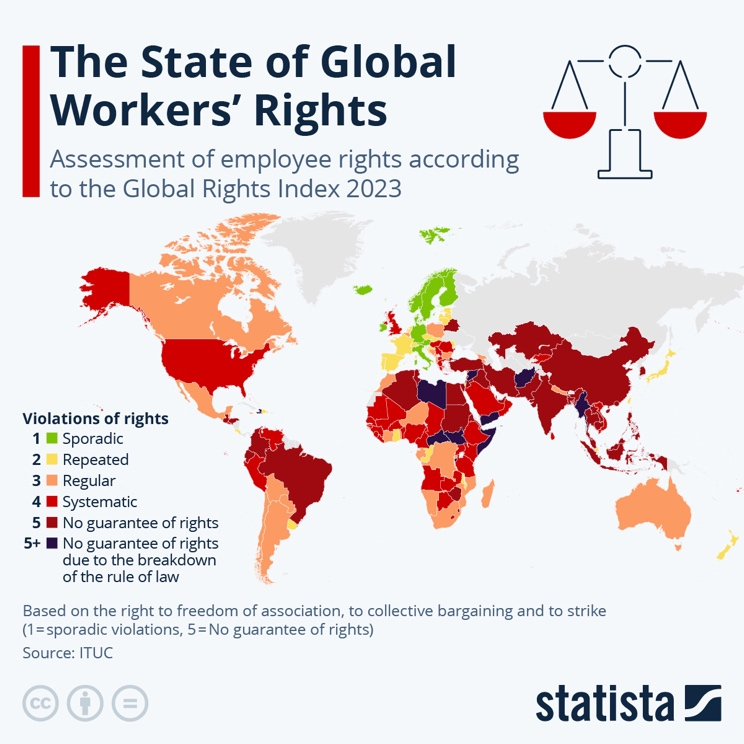 The State of Global
Workers’ Rights
Assessment of employee rights according
to the Global Rights Index 2023
Violations of rights
1 Sporadic
2 Repeated
3 Regular
4 Systematic
5 No guarantee of rights
5+ No guarantee of rights
due to the breakdown
of the rule of law
Based on the right to freedom of association, to collective bargaining and to strike
(1=sporadic violations, 5=No guarantee of rights)
Source: ITUC
cc
statista